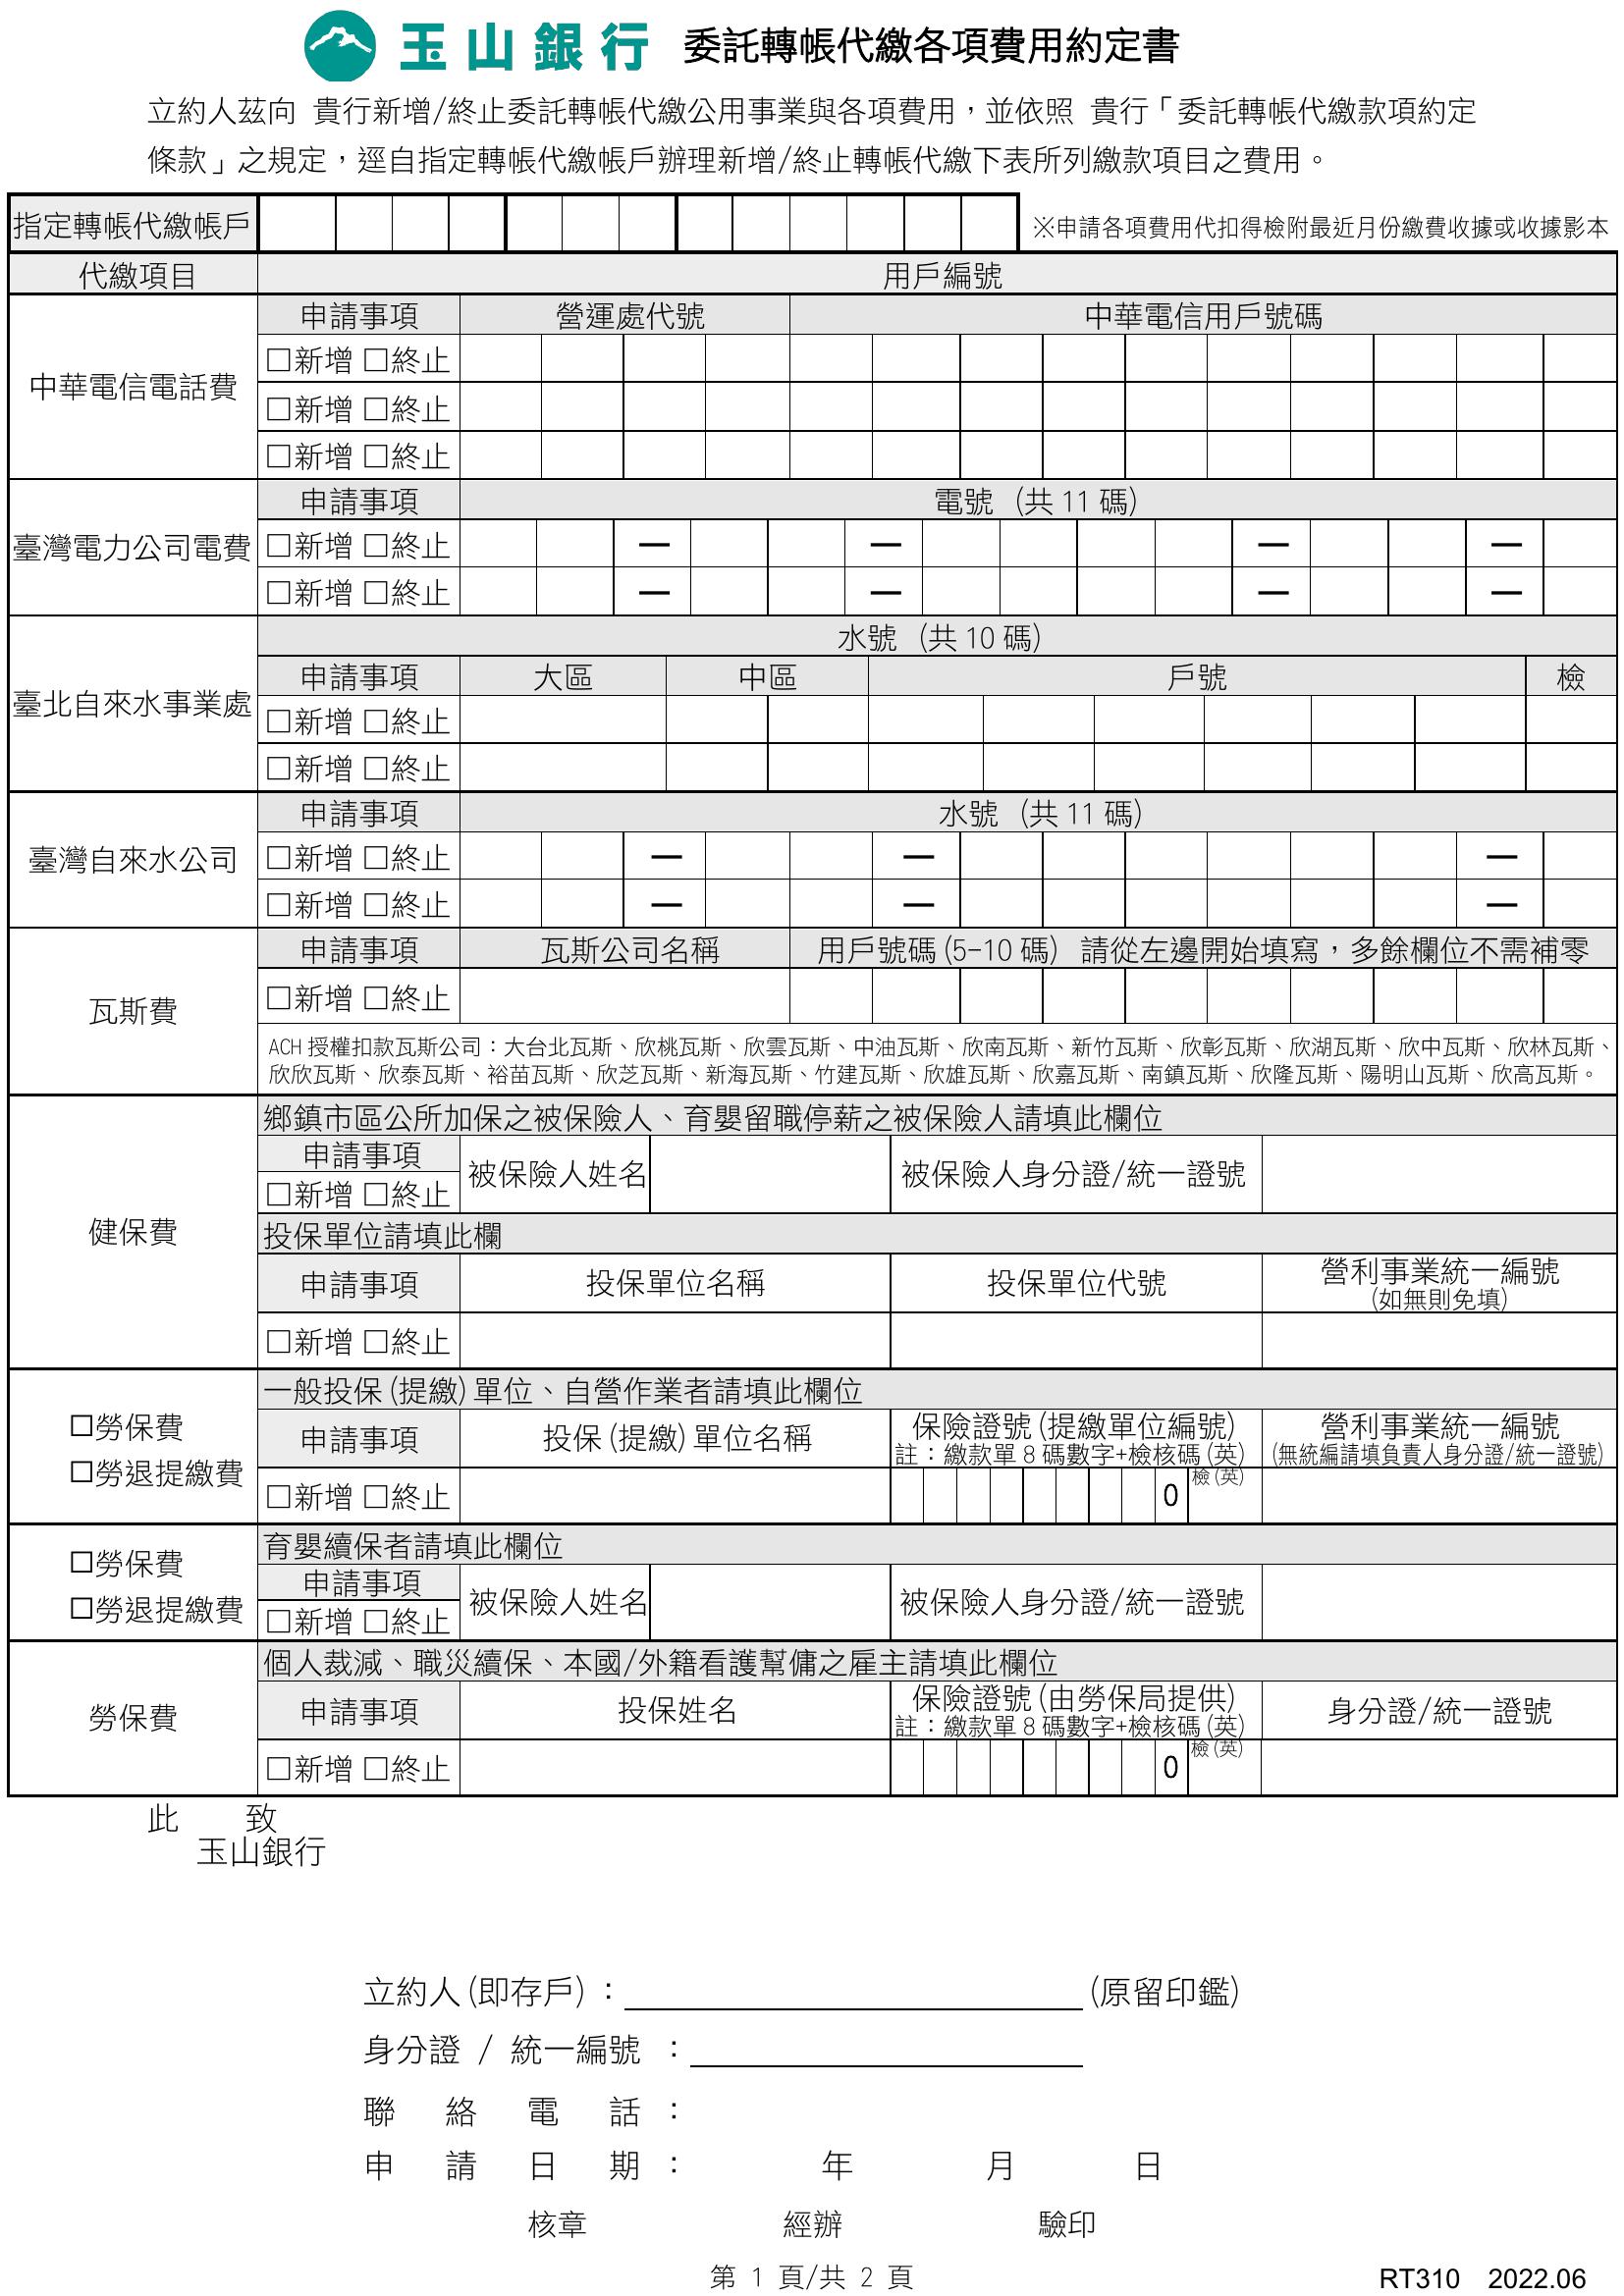 玉山銀行 委託轉帳代繳各項費用約定書
立約人茲向 貴行新增/終止委託轉帳代繳公用事業與各項費用，並依照 貴行「委託轉帳代繳款項約定
條款」之規定，逕自指定轉帳代繳帳戶辦理新增/終止轉帳代繳下表所列繳款項目之費用。
指定轉帳代繳帳戶 ※申請各項費用代扣得檢附最近月份繳費收據或收據影本
代繳項目 用戶編號
申請事項 營運處代號 中華電信用戶號碼
中華電信電話費
□新增 □終止
□新增 □終止
□新增 □終止
申請事項 電號 (共 11 碼)
臺灣電力公司電費
□新增 □終止 — — — —
□新增 □終止 — — — —
水號 (共 10 碼)
臺北自來水事業處
申請事項 大區 中區 戶號 檢
□新增 □終止
□新增 □終止
申請事項 水號 (共 11 碼)
臺灣自來水公司
□新增 □終止 — — —
□新增 □終止 — — —
申請事項 瓦斯公司名稱 用戶號碼(5-10 碼) 請從左邊開始填寫，多餘欄位不需補零
瓦斯費
□新增 □終止
ACH 授權扣款瓦斯公司：大台北瓦斯、欣桃瓦斯、欣雲瓦斯、中油瓦斯、欣南瓦斯、新竹瓦斯、欣彰瓦斯、欣湖瓦斯、欣中瓦斯、欣林瓦斯、
欣欣瓦斯、欣泰瓦斯、裕苗瓦斯、欣芝瓦斯、新海瓦斯、竹建瓦斯、欣雄瓦斯、欣嘉瓦斯、南鎮瓦斯、欣隆瓦斯、陽明山瓦斯、欣高瓦斯。
健保費
鄉鎮市區公所加保之被保險人、育嬰留職停薪之被保險人請填此欄位
申請事項 被保險人姓名 被保險人身分證/統一證號
□新增 □終止
投保單位請填此欄
申請事項 投保單位名稱 投保單位代號 營利事業統一編號
(如無則免填)
□新增 □終止
□勞保費
□勞退提繳費
一般投保(提繳)單位、自營作業者請填此欄位
申請事項 投保(提繳)單位名稱 保險證號(提繳單位編號) 營利事業統一編號
註：繳款單 8 碼數字+檢核碼(英) (無統編請填負責人身分證/統一證號)
□新增 □終止 0 檢(英)
□勞保費
□勞退提繳費
育嬰續保者請填此欄位
申請事項 被保險人姓名 被保險人身分證/統一證號
□新增 □終止
勞保費
個人裁減、職災續保、本國/外籍看護幫傭之雇主請填此欄位
申請事項 投保姓名 保險證號(由勞保局提供) 身分證/統一證號
註：繳款單 8 碼數字+檢核碼(英)
□新增 □終止 0 檢(英)
此 致
玉山銀行
立約人(即存戶)： (原留印鑑)
身分證 / 統一編號 ：
聯 絡 電 話 ：
申 請 日 期 ： 年 月 日
核章 經辦 驗印
第 1 頁/共 2 頁 RT310 2022.06